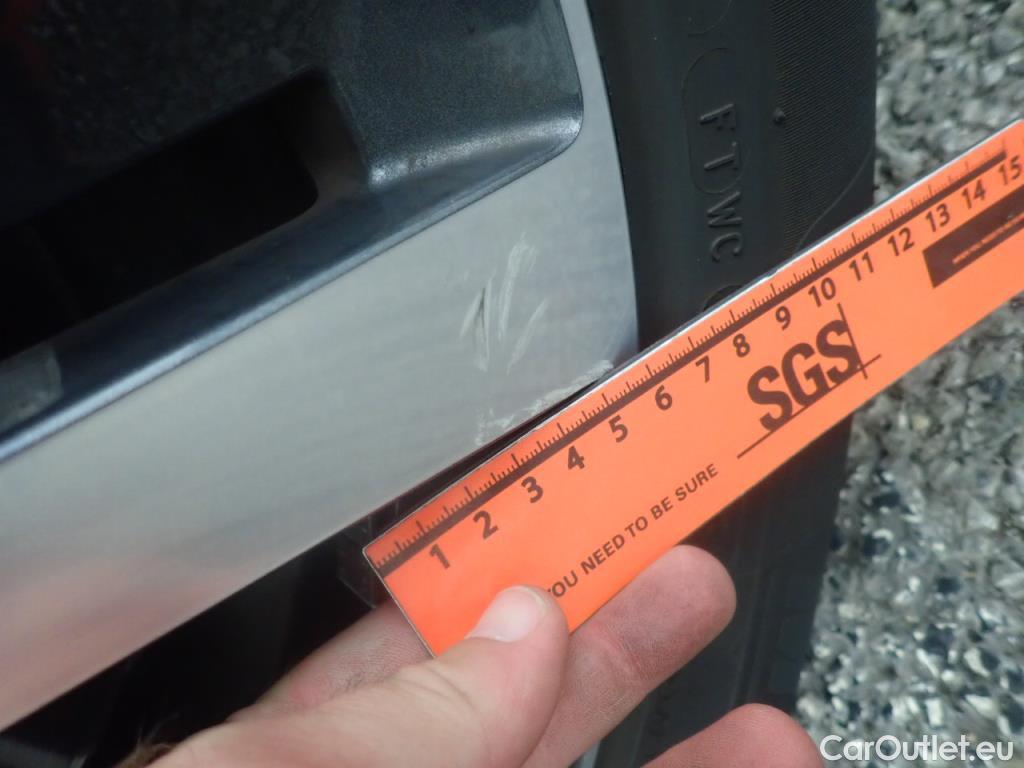 FTWC
1 2 3 4 5 6 7 8 9 10 11 12 13 14 15
SGS
YOU NEED TO BE SURE
CarOutlet.eu